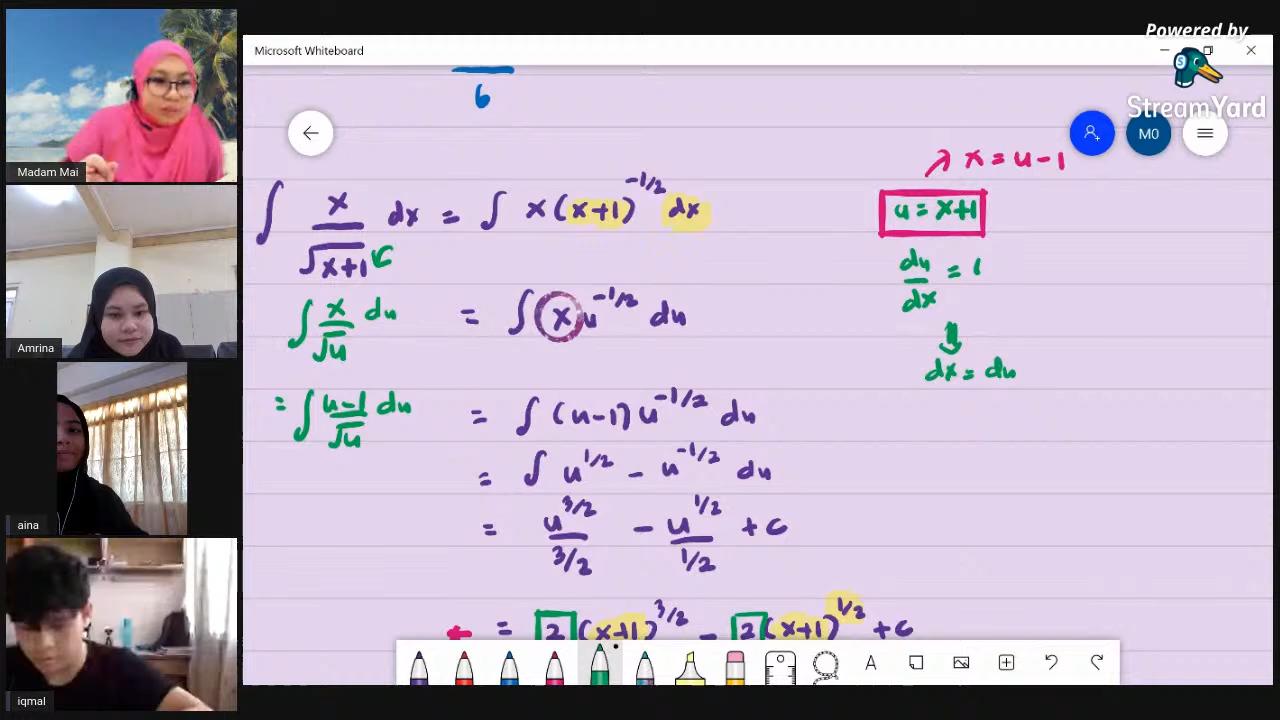 Powered by
StreamYard
Microsoft Whiteboard
6
M0
x = u - 1
∫ x/√x+1 dx = ∫ x (x+1)^-1/2 dx
u = x+1
du/dx = 1
∫ x/√u du = ∫ x u^-1/2 du
dx = du
= ∫ u-1/√u du = ∫ (u-1) u^-1/2 du
= ∫ u^1/2 - u^-1/2 du
= u^3/2 / 3/2 - u^1/2 / 1/2 + c
= 2 (x+1)^3/2 - 2 (x+1)^1/2 + c
Madam Mai
Amrina
aina
iqmal
A